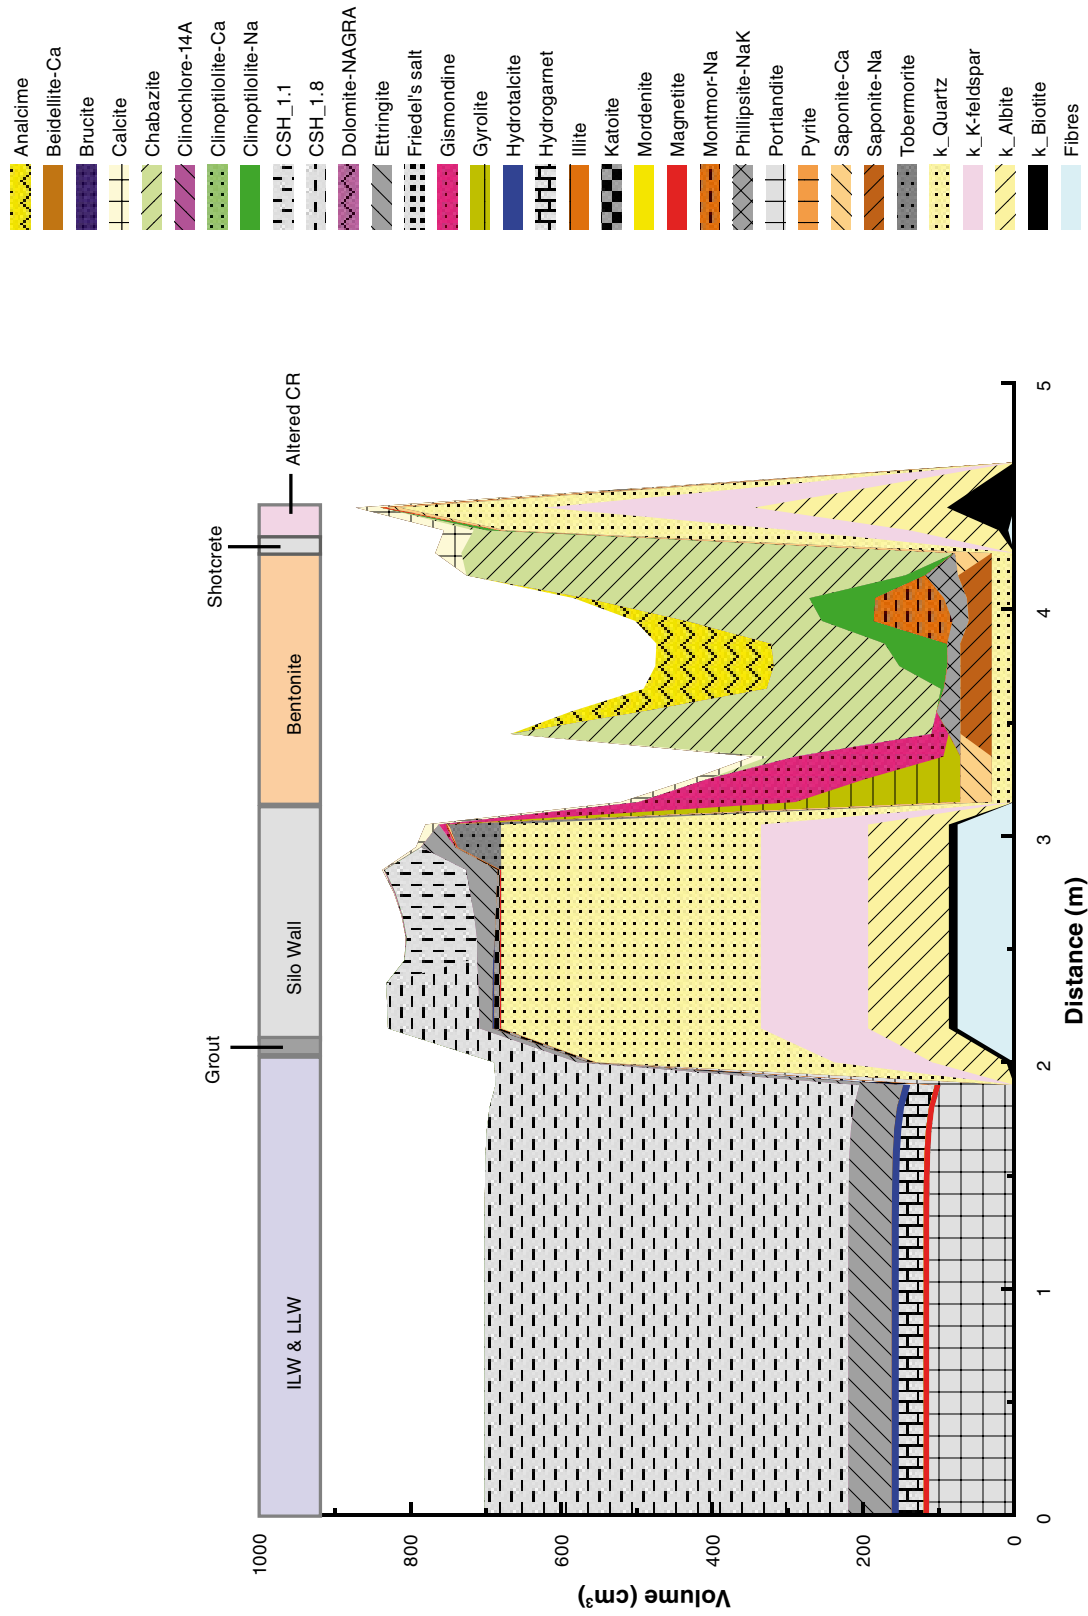 Analcime
Beidellite-Ca
Brucite
Calcite
Chabazite
Clinochlore-14A
Clinoptilolite-Ca
Clinoptilolite-Na
CSH_1.1
CSH_1.8
Dolomite-NAGRA
Ettringite
Friedel's salt
Gismondine
Gyrolite
Hydrotalcite
Hydrogarnet
Illite
Katoite
Mordenite
Magnetite
Montmor-Na
Phillipsite-NaK
Portlandite
Pyrite
Saponite-Ca
Saponite-Na
Tobermorite
k_Quartz
k_K-feldspar
k_Albite
k_Biotite
Fibres
Grout
Shotcrete
Altered CR
ILW & LLW
Silo Wall
Bentonite
1000
800
600
400
200
0
Volume (cm³)
0
1
2
3
4
5
Distance (m)